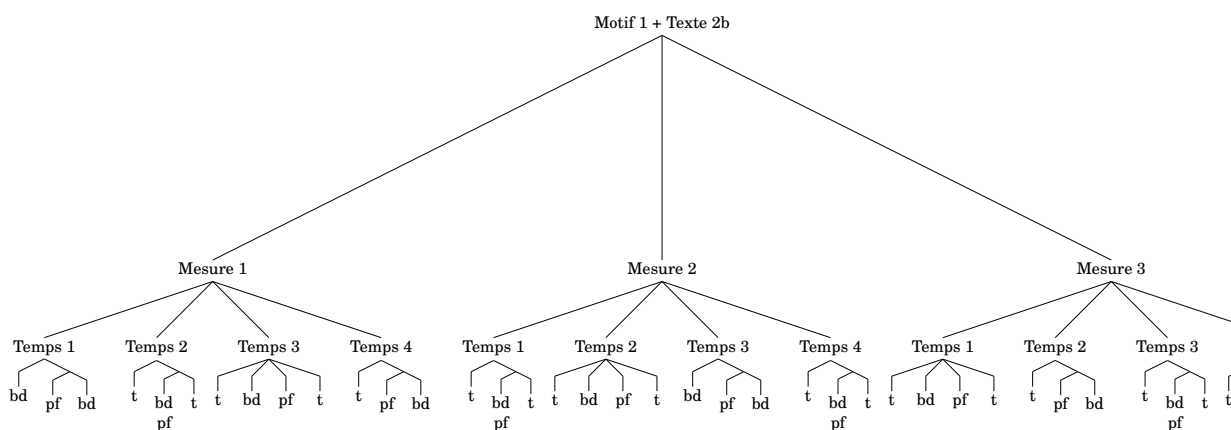 Motif 1 + Texte 2b
Mesure 1 Mesure 2 Mesure 3
Temps 1 Temps 2 Temps 3 Temps 4 Temps 1 Temps 2 Temps 3 Temps 4 Temps 1 Temps 2 Temps 3
bd pf bd t bd t t bd pf t t pf bd t bd t t bd pf t bd pf bd t bd t t bd pf t t pf bd t bd t t
pf pf pf pf